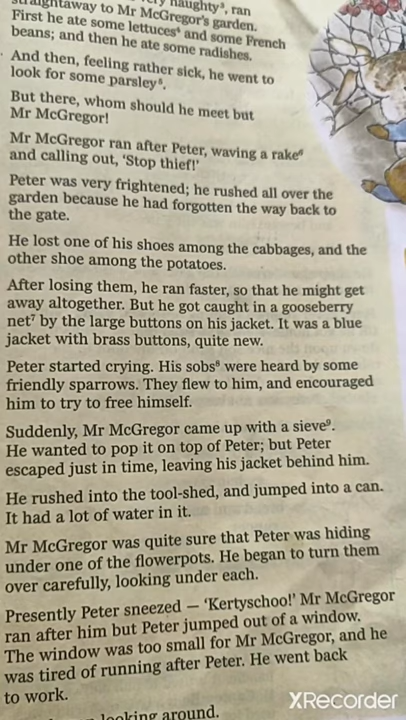 straightaway to Mr McGregor's garden.
naughty³, ran
First he ate some lettuces⁴ and some French
beans; and then he ate some radishes.
And then, feeling rather sick, he went to
look for some parsley⁵.
But there, whom should he meet but
Mr McGregor!
Mr McGregor ran after Peter, waving a rake⁶
and calling out, 'Stop thief!'
Peter was very frightened; he rushed all over the
garden because he had forgotten the way back to
the gate.
He lost one of his shoes among the cabbages, and the
other shoe among the potatoes.
After losing them, he ran faster, so that he might get
away altogether. But he got caught in a gooseberry
net⁷ by the large buttons on his jacket. It was a blue
jacket with brass buttons, quite new.
Peter started crying. His sobs⁸ were heard by some
friendly sparrows. They flew to him, and encouraged
him to try to free himself.
Suddenly, Mr McGregor came up with a sieve⁹.
He wanted to pop it on top of Peter; but Peter
escaped just in time, leaving his jacket behind him.
He rushed into the tool-shed, and jumped into a can.
It had a lot of water in it.
Mr McGregor was quite sure that Peter was hiding
under one of the flowerpots. He began to turn them
over carefully, looking under each.
Presently Peter sneezed – 'Kertyschoo!' Mr McGregor
ran after him but Peter jumped out of a window.
The window was too small for Mr McGregor, and he
was tired of running after Peter. He went back
to work.
looking around.
XRecorder